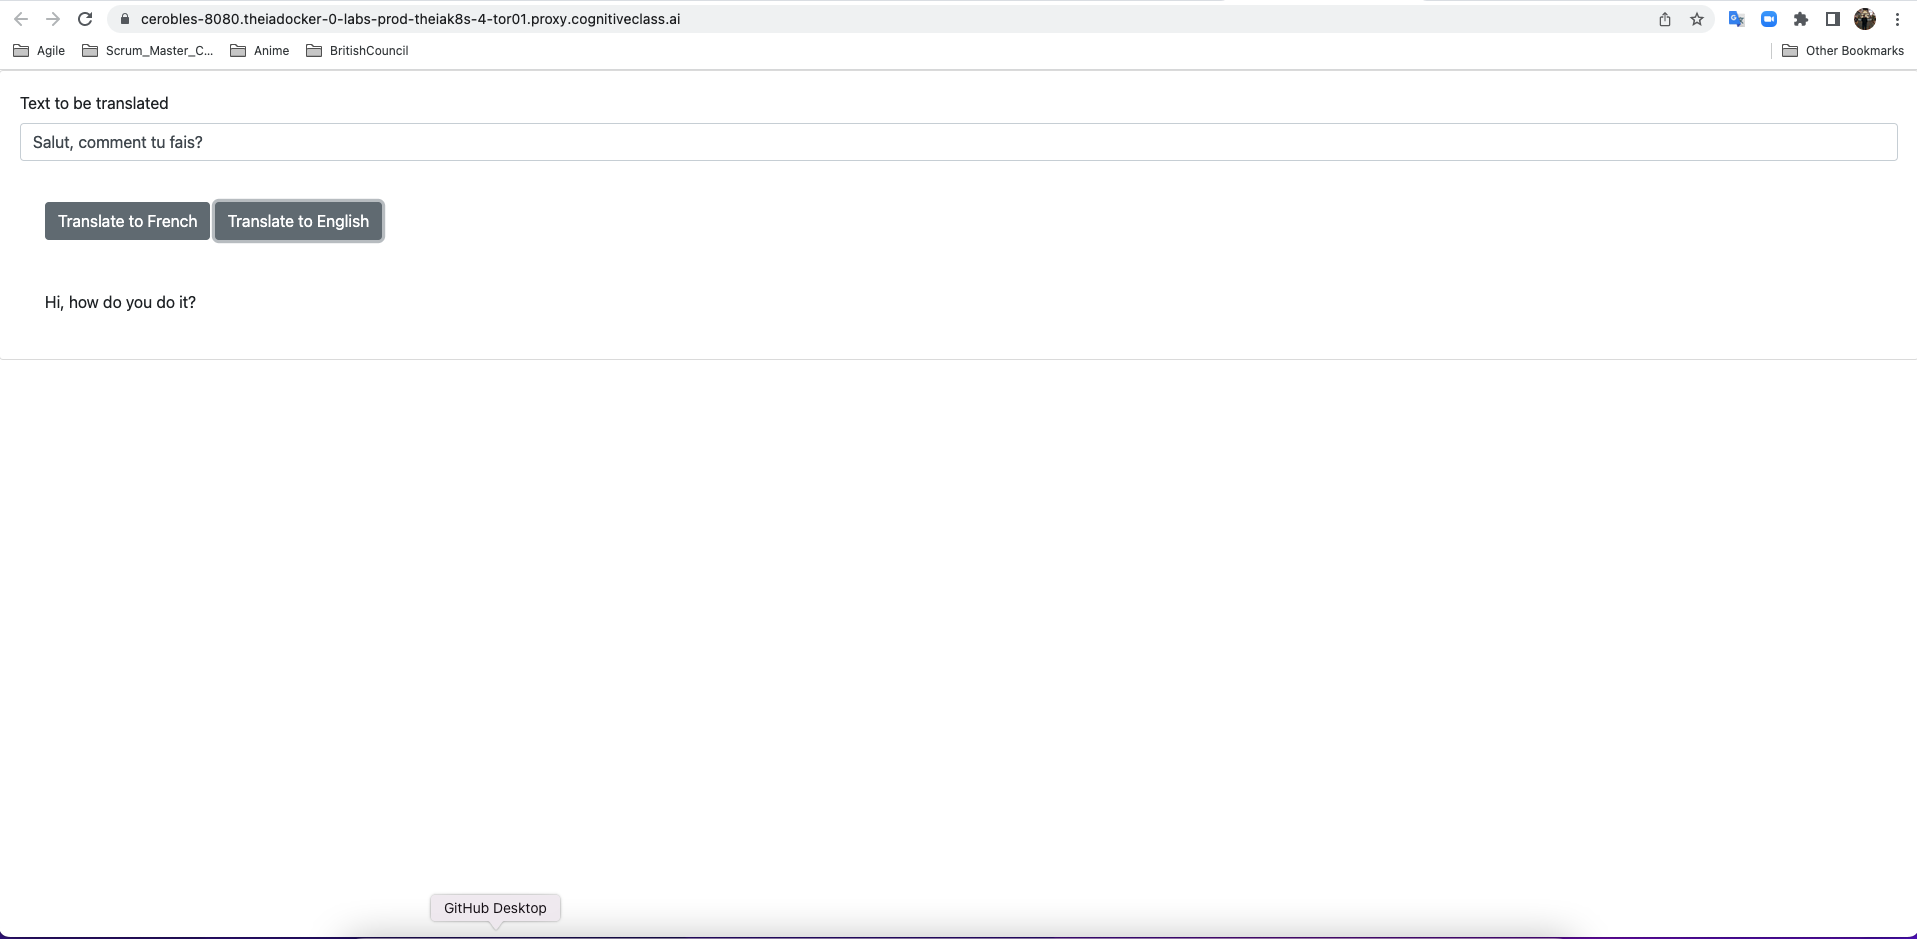 cerobles-8080.theiadocker-0-labs-prod-theiak8s-4-tor01.proxy.cognitiveclass.ai
Agile Scrum_Master_C... Anime BritishCouncil Other Bookmarks
Text to be translated
Salut, comment tu fais?
Translate to French Translate to English
Hi, how do you do it?
GitHub Desktop